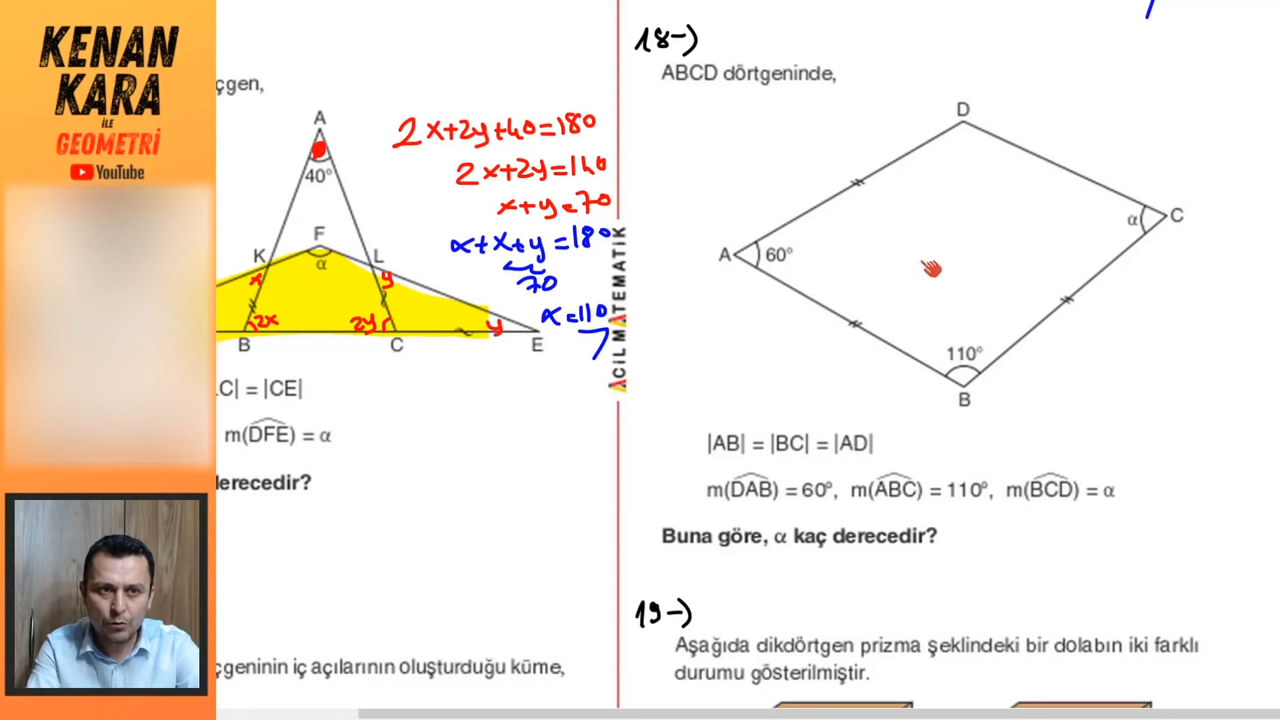 KENAN
KARA
İLE
GEOMETRİ
YouTube
çgen,
A
40°
F
α
K
L
x
y
2x
2y
y
B
C
E
2x+2y+40=180
2x+2y=140
x+y=70
α+x+y=180
70
α=110
LC| = |CE|
m(DFE) = α
derecedir?
çgeninin iç açılarının oluşturduğu küme,
ACİL MATEMATİK
18-)
ABCD dörtgeninde,
D
C
α
A
60°
110°
B
|AB| = |BC| = |AD|
m(DAB) = 60°, m(ABC) = 110°, m(BCD) = α
Buna göre, α kaç derecedir?
19-)
Aşağıda dikdörtgen prizma şeklindeki bir dolabın iki farklı
durumu gösterilmiştir.